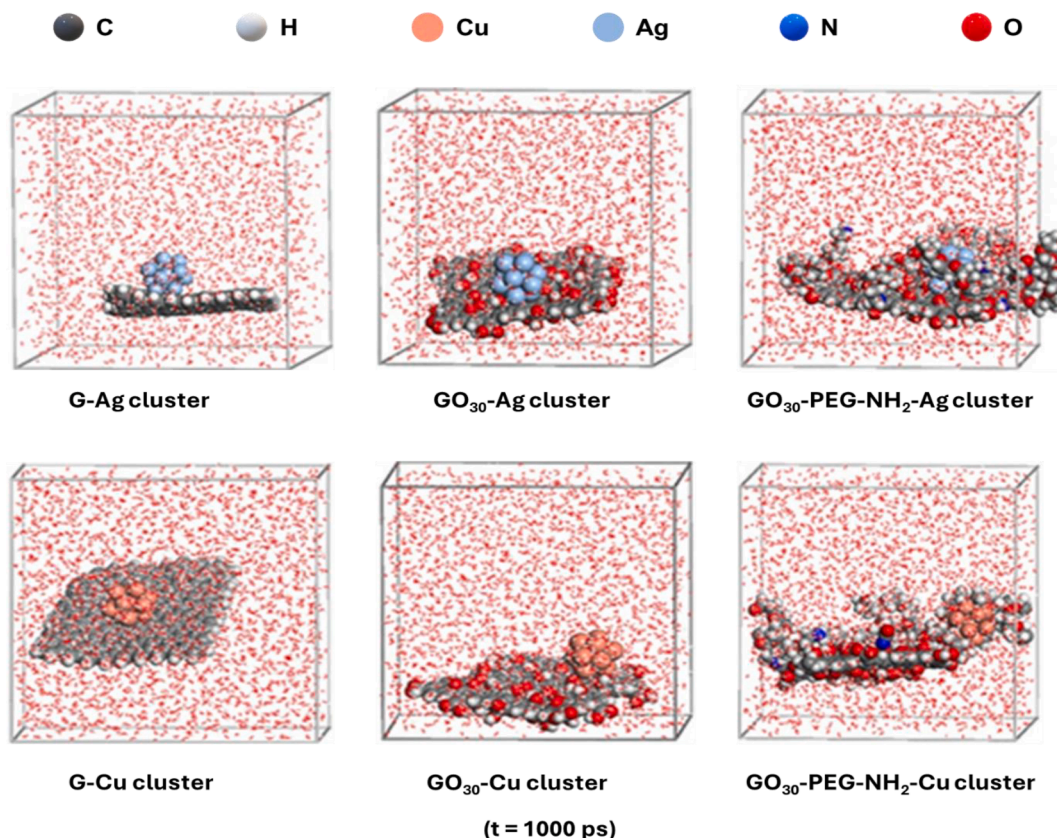 C H Cu Ag N O
G-Ag cluster GO₃₀-Ag cluster GO₃₀-PEG-NH₂-Ag cluster
G-Cu cluster GO₃₀-Cu cluster GO₃₀-PEG-NH₂-Cu cluster
(t = 1000 ps)